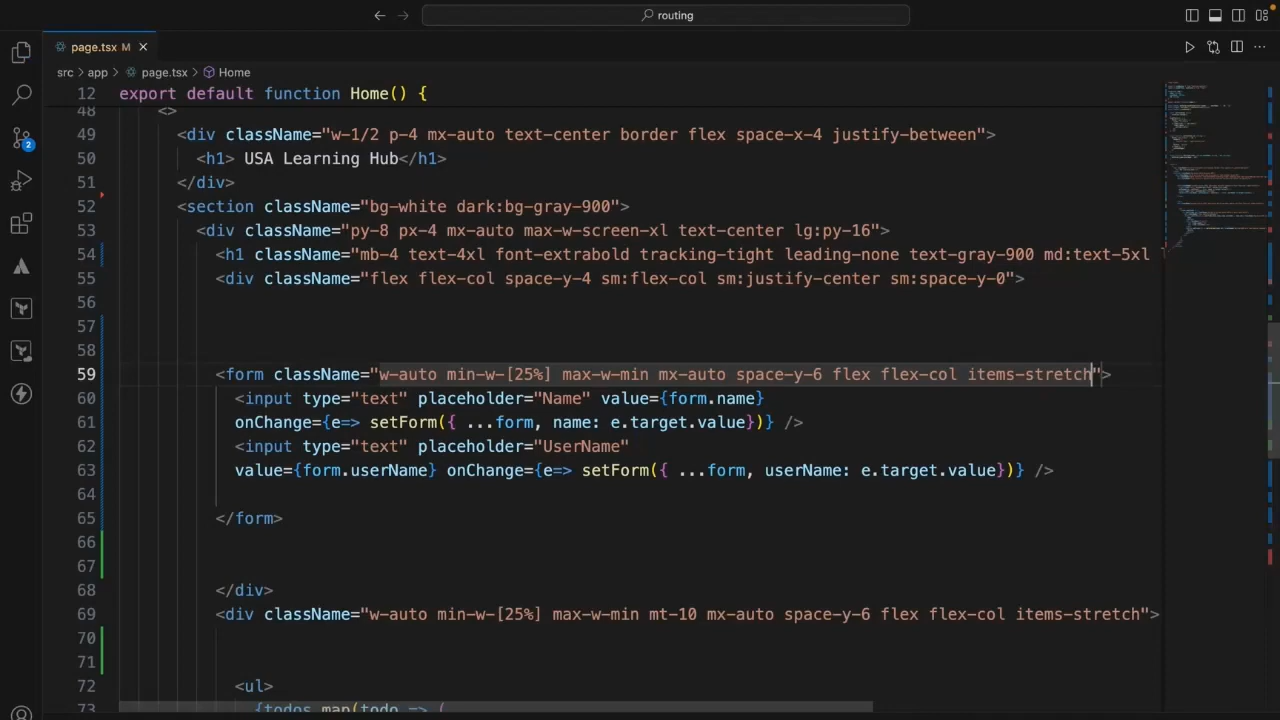 routing
page.tsx M
src > app > page.tsx > Home
12 export default function Home() {
48 <>
49 <div className="w-1/2 p-4 mx-auto text-center border flex space-x-4 justify-between">
50 <h1> USA Learning Hub</h1>
51 </div>
52 <section className="bg-white dark:bg-gray-900">
53 <div className="py-8 px-4 mx-auto max-w-screen-xl text-center lg:py-16">
54 <h1 className="mb-4 text-4xl font-extrabold tracking-tight leading-none text-gray-900 md:text-5xl
55 <div className="flex flex-col space-y-4 sm:flex-col sm:justify-center sm:space-y-0">
56
57
58
59 <form className="w-auto min-w-[25%] max-w-min mx-auto space-y-6 flex flex-col items-stretch">
60 <input type="text" placeholder="Name" value={form.name}
61 onChange={e=> setForm({ ...form, name: e.target.value})} />
62 <input type="text" placeholder="UserName"
63 value={form.userName} onChange={e=> setForm({ ...form, userName: e.target.value})} />
64
65 </form>
66
67
68 </div>
69 <div className="w-auto min-w-[25%] max-w-min mt-10 mx-auto space-y-6 flex flex-col items-stretch">
70
71
72 <ul>
73 {todos.map(todo => (
2